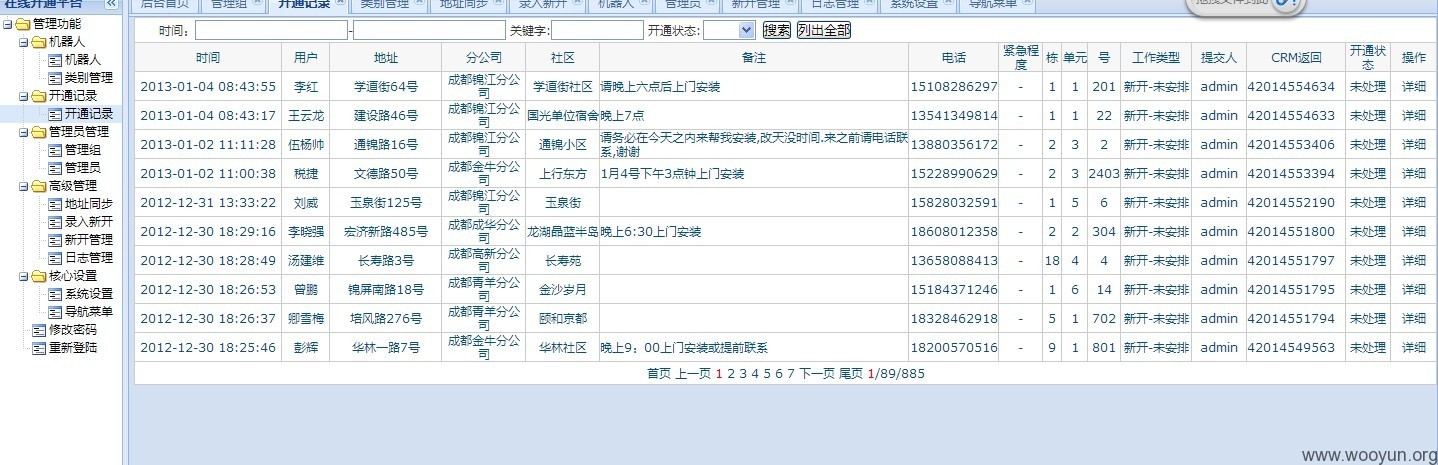 在线开通平台
后台首页 管理组 开通记录 类别管理 地址同步 录入新开 机器人 管理员 新开管理 日志管理 系统设置 导航菜单
管理功能
机器人
机器人
类别管理
开通记录
开通记录
管理员管理
管理组
管理员
高级管理
地址同步
录入新开
新开管理
日志管理
核心设置
系统设置
导航菜单
修改密码
重新登陆
时间: - 关键字: 开通状态: 搜索 列出全部
时间 用户 地址 分公司 社区 备注 电话 紧急程度 栋 单元 号 工作类型 提交人 CRM返回 开通状态 操作
2013-01-04 08:43:55 李红 学道街64号 成都锦江分公司 学道街社区 请晚上六点后上门安装 15108286297 - 1 1 201 新开-未安排 admin 42014554634 未处理 详细
2013-01-04 08:43:17 王云龙 建设路46号 成都锦江分公司 国光单位宿舍 晚上7点 13541349814 - 1 1 22 新开-未安排 admin 42014554633 未处理 详细
2013-01-02 11:11:28 伍杨帅 通锦路16号 成都锦江分公司 通锦小区 请务必在今天之内来帮我安装,改天没时间.来之前请电话联系,谢谢 13880356172 - 2 3 2 新开-未安排 admin 42014553406 未处理 详细
2013-01-02 11:00:38 税捷 文德路50号 成都金牛分公司 上行东方 1月4号下午3点钟上门安装 15228990629 - 2 3 2403 新开-未安排 admin 42014553394 未处理 详细
2012-12-31 13:33:22 刘威 玉泉街125号 成都锦江分公司 玉泉街 15828032591 - 1 5 6 新开-未安排 admin 42014552190 未处理 详细
2012-12-30 18:29:16 李晓强 宏济新路485号 成都成华分公司 龙湖晶蓝半岛 晚上6:30上门安装 18608012358 - 2 2 304 新开-未安排 admin 42014551800 未处理 详细
2012-12-30 18:28:49 汤建维 长寿路3号 成都高新分公司 长寿苑 13658088413 - 18 4 4 新开-未安排 admin 42014551797 未处理 详细
2012-12-30 18:26:53 曾鹏 锦屏南路18号 成都青羊分公司 金沙岁月 15184371246 - 1 6 14 新开-未安排 admin 42014551795 未处理 详细
2012-12-30 18:26:37 卿雪梅 培风路276号 成都青羊分公司 颐和京都 18328462918 - 5 1 702 新开-未安排 admin 42014551794 未处理 详细
2012-12-30 18:25:46 彭辉 华林一路7号 成都金牛分公司 华林社区 晚上9：00上门安装或提前联系 18200570516 - 9 1 801 新开-未安排 admin 42014549563 未处理 详细
首页 上一页 1 2 3 4 5 6 7 下一页 尾页 1/89/885
www.wooyun.org